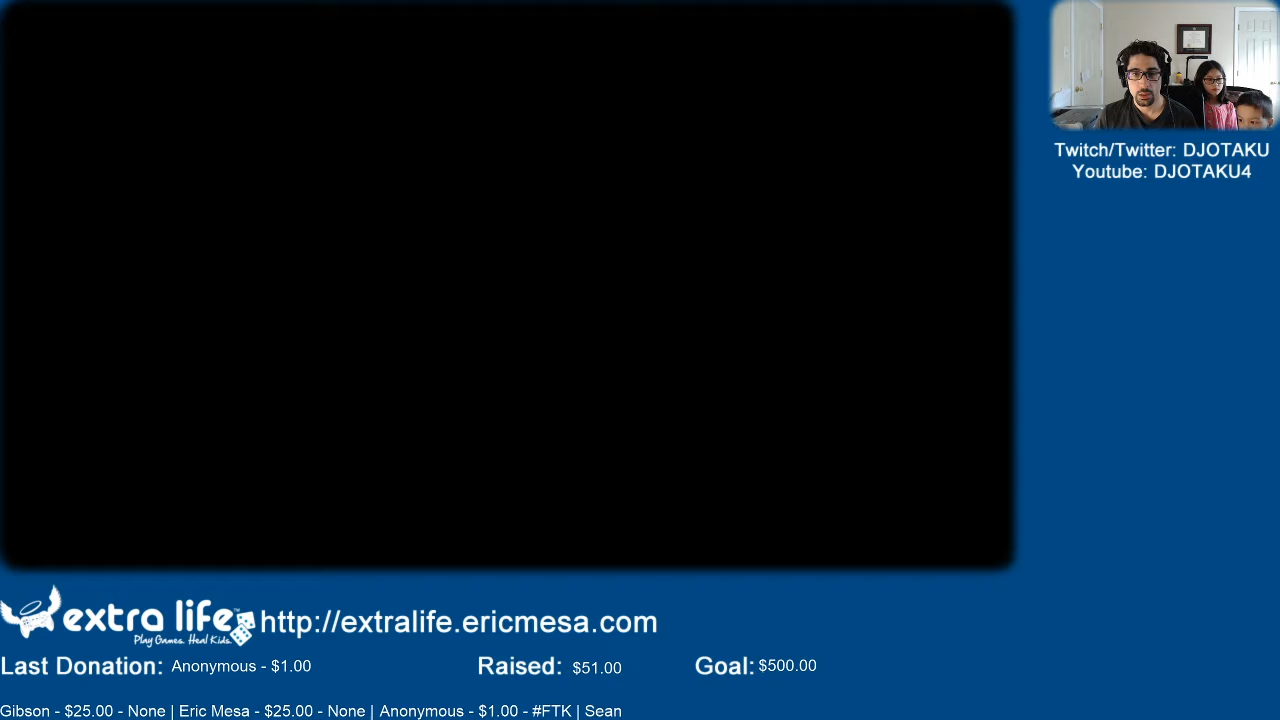 Twitch/Twitter: DJOTAKU
Youtube: DJOTAKU4
extra life
Play Games. Heal Kids.
http://extralife.ericmesa.com
Last Donation: Anonymous - $1.00
Raised: $51.00
Goal: $500.00
Gibson - $25.00 - None | Eric Mesa - $25.00 - None | Anonymous - $1.00 - #FTK | Sean